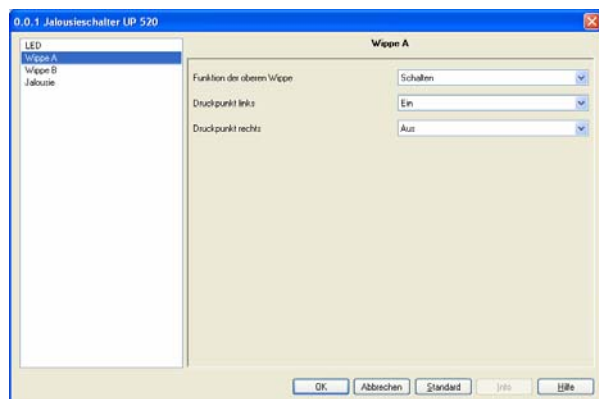 0.0.1 Jalousieschalter UP 520
LED
Wippe A
Wippe B
Jalousie
Wippe A
Funktion der oberen Wippe
Schalten
Druckpunkt links
Ein
Druckpunkt rechts
Aus
OK
Abbrechen
Standard
Info
Hilfe